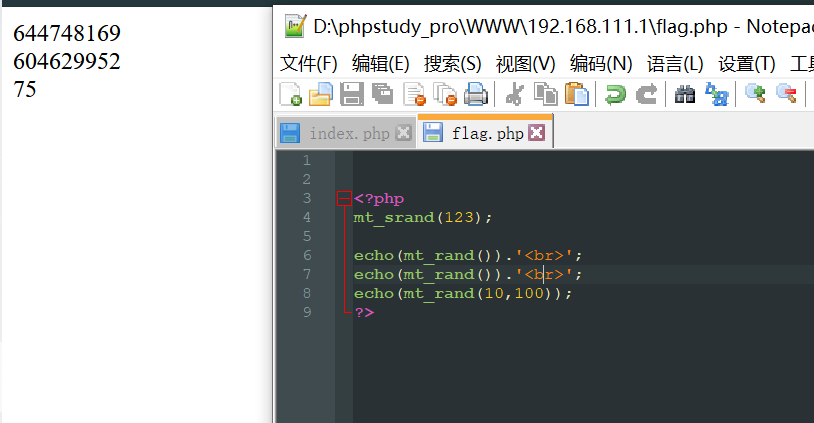 644748169
604629952
75
D:\phpstudy_pro\WWW\192.168.111.1\flag.php - Notepa
文件(F) 编辑(E) 搜索(S) 视图(V) 编码(N) 语言(L) 设置(T) 工具
index.php flag.php
1
2
3 <?php
4 mt_srand(123);
5
6 echo(mt_rand()).'<br>';
7 echo(mt_rand()).'<br>';
8 echo(mt_rand(10,100));
9 ?>